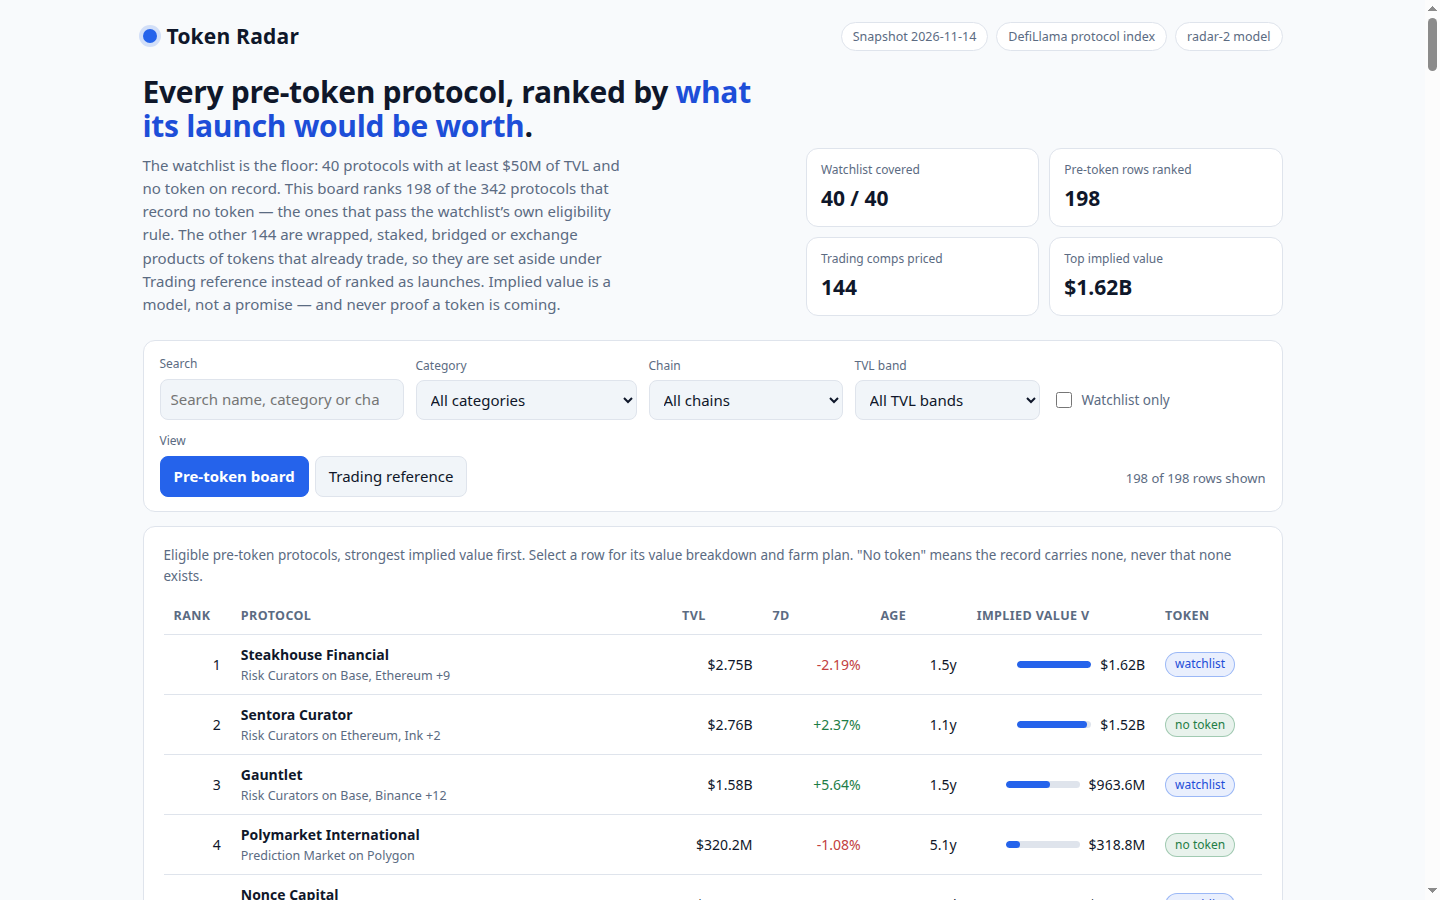 Token Radar
Snapshot 2026-11-14
DefiLlama protocol index
radar-2 model
Every pre-token protocol, ranked by what
its launch would be worth.
The watchlist is the floor: 40 protocols with at least $50M of TVL and
no token on record. This board ranks 198 of the 342 protocols that
record no token — the ones that pass the watchlist’s own eligibility
rule. The other 144 are wrapped, staked, bridged or exchange
products of tokens that already trade, so they are set aside under
Trading reference instead of ranked as launches. Implied value is a
model, not a promise — and never proof a token is coming.
Watchlist covered
40 / 40
Pre-token rows ranked
198
Trading comps priced
144
Top implied value
$1.62B
Search
Search name, category or cha
Category
All categories
Chain
All chains
TVL band
All TVL bands
Watchlist only
View
Pre-token board
Trading reference
198 of 198 rows shown
Eligible pre-token protocols, strongest implied value first. Select a row for its value breakdown and farm plan. "No token" means the record carries none, never that none
exists.
RANK PROTOCOL TVL 7D AGE IMPLIED VALUE V TOKEN
1 Steakhouse Financial $2.75B -2.19% 1.5y $1.62B watchlist
Risk Curators on Base, Ethereum +9
2 Sentora Curator $2.76B +2.37% 1.1y $1.52B no token
Risk Curators on Ethereum, Ink +2
3 Gauntlet $1.58B +5.64% 1.5y $963.6M watchlist
Risk Curators on Base, Binance +12
4 Polymarket International $320.2M -1.08% 5.1y $318.8M no token
Prediction Market on Polygon
Nonce Capital